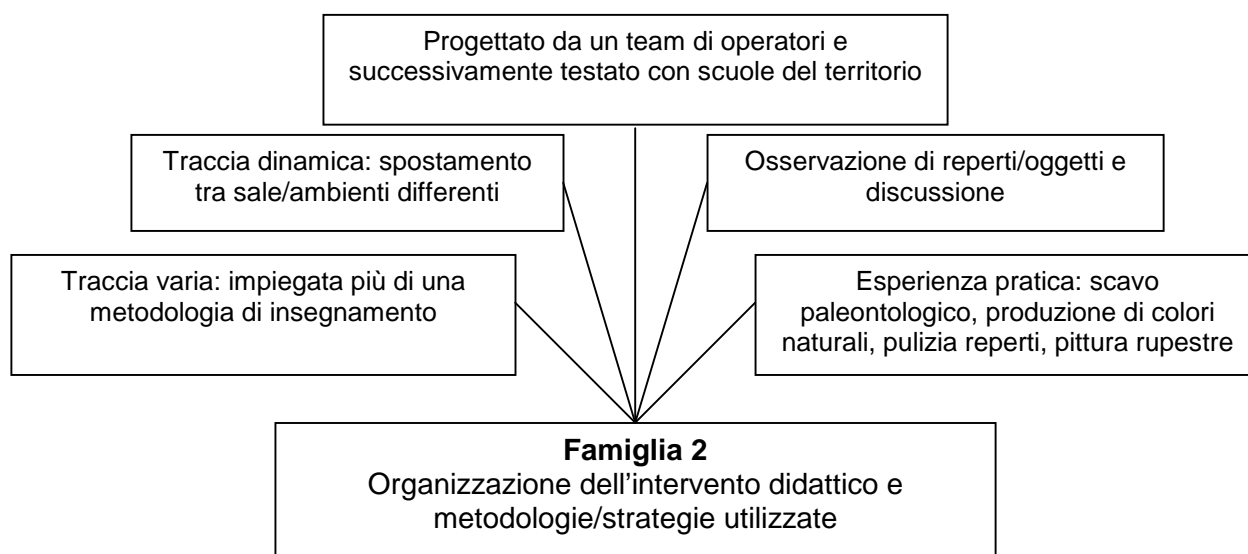 Progettato da un team di operatori e
successivamente testato con scuole del territorio
Traccia dinamica: spostamento
tra sale/ambienti differenti
Osservazione di reperti/oggetti e
discussione
Traccia varia: impiegata più di una
metodologia di insegnamento
Esperienza pratica: scavo
paleontologico, produzione di colori
naturali, pulizia reperti, pittura rupestre
Famiglia 2
Organizzazione dell’intervento didattico e
metodologie/strategie utilizzate